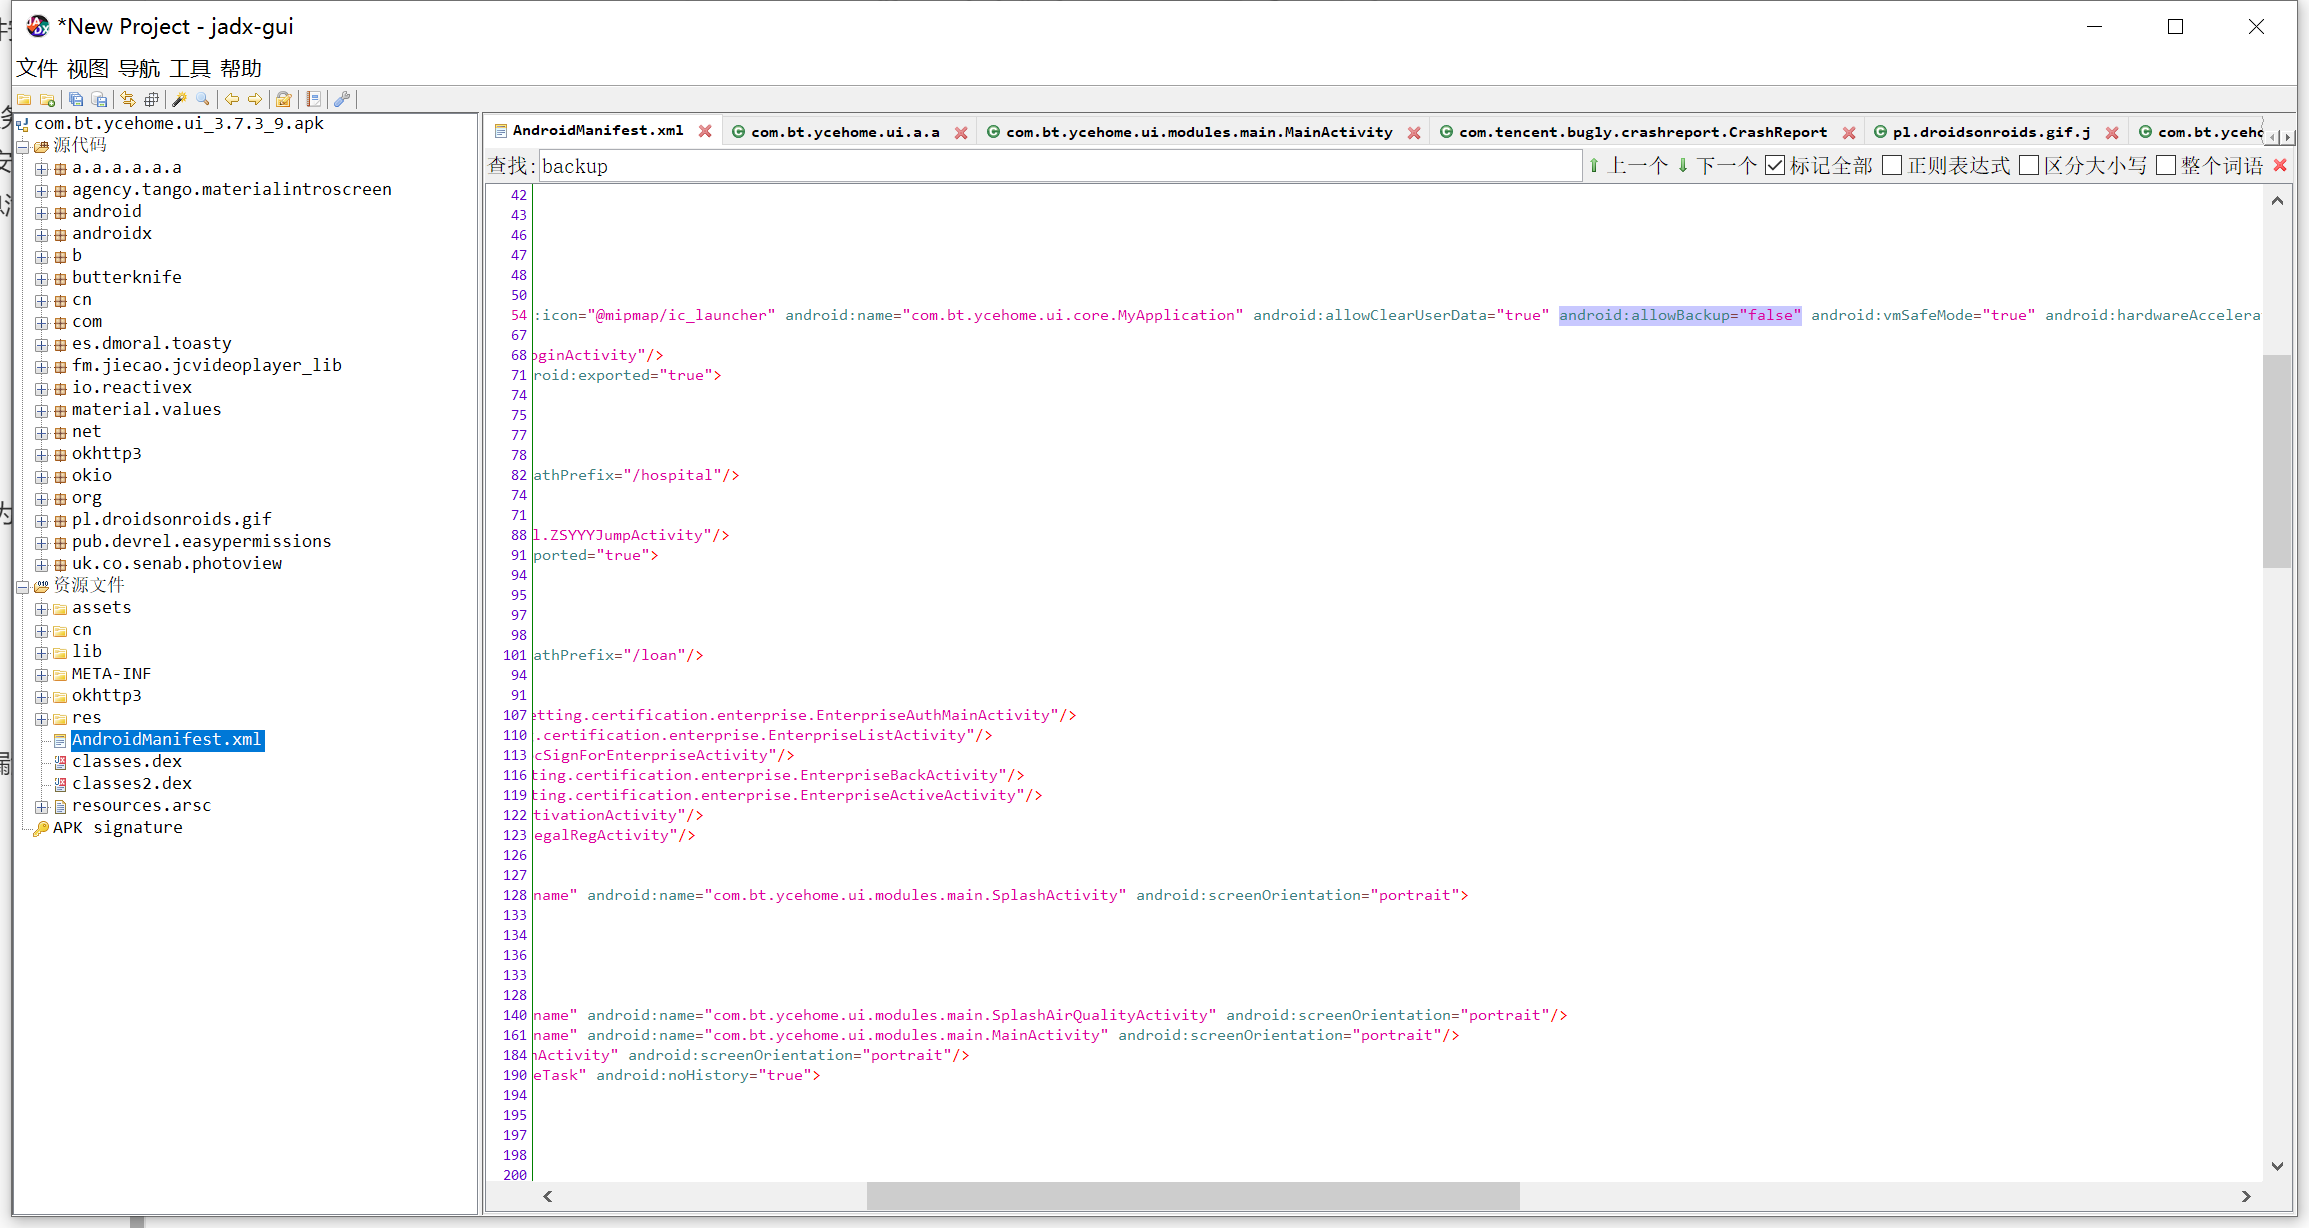 *New Project - jadx-gui
文件 视图 导航 工具 帮助
com.bt.ycehome.ui_3.7.3_9.apk
源代码
a.a.a.a.a.a
agency.tango.materialintroscreen
android
androidx
b
butterknife
cn
com
es.dmoral.toasty
fm.jiecao.jcvideoplayer_lib
io.reactivex
material.values
net
okhttp3
okio
org
pl.droidsonroids.gif
pub.devrel.easypermissions
uk.co.senab.photoview
资源文件
assets
cn
lib
META-INF
okhttp3
res
AndroidManifest.xml
classes.dex
classes2.dex
resources.arsc
APK signature
AndroidManifest.xml com.bt.ycehome.ui.a.a com.bt.ycehome.ui.modules.main.MainActivity com.tencent.bugly.crashreport.CrashReport pl.droidsonroids.gif.j com.bt.yceho
查找: backup 上一个 下一个 标记全部 正则表达式 区分大小写 整个词语
42
43
46
47
48
50
54 :icon="@mipmap/ic_launcher" android:name="com.bt.ycehome.ui.core.MyApplication" android:allowClearUserData="true" android:allowBackup="false" android:vmSafeMode="true" android:hardwareAccelera
67
68 oginActivity"/>
71 roid:exported="true">
74
75
77
78
82 athPrefix="/hospital"/>
74
71
88 l.ZSYYYJumpActivity"/>
91 ported="true">
94
95
97
98
101 athPrefix="/loan"/>
94
91
107 etting.certification.enterprise.EnterpriseAuthMainActivity"/>
110 .certification.enterprise.EnterpriseListActivity"/>
113 cSignForEnterpriseActivity"/>
116 ting.certification.enterprise.EnterpriseBackActivity"/>
119 ting.certification.enterprise.EnterpriseActiveActivity"/>
122 tivationActivity"/>
123 egalRegActivity"/>
126
127
128 name" android:name="com.bt.ycehome.ui.modules.main.SplashActivity" android:screenOrientation="portrait">
133
134
136
133
128
140 name" android:name="com.bt.ycehome.ui.modules.main.SplashAirQualityActivity" android:screenOrientation="portrait"/>
161 name" android:name="com.bt.ycehome.ui.modules.main.MainActivity" android:screenOrientation="portrait"/>
184 nActivity" android:screenOrientation="portrait"/>
190 eTask" android:noHistory="true">
194
195
197
198
200